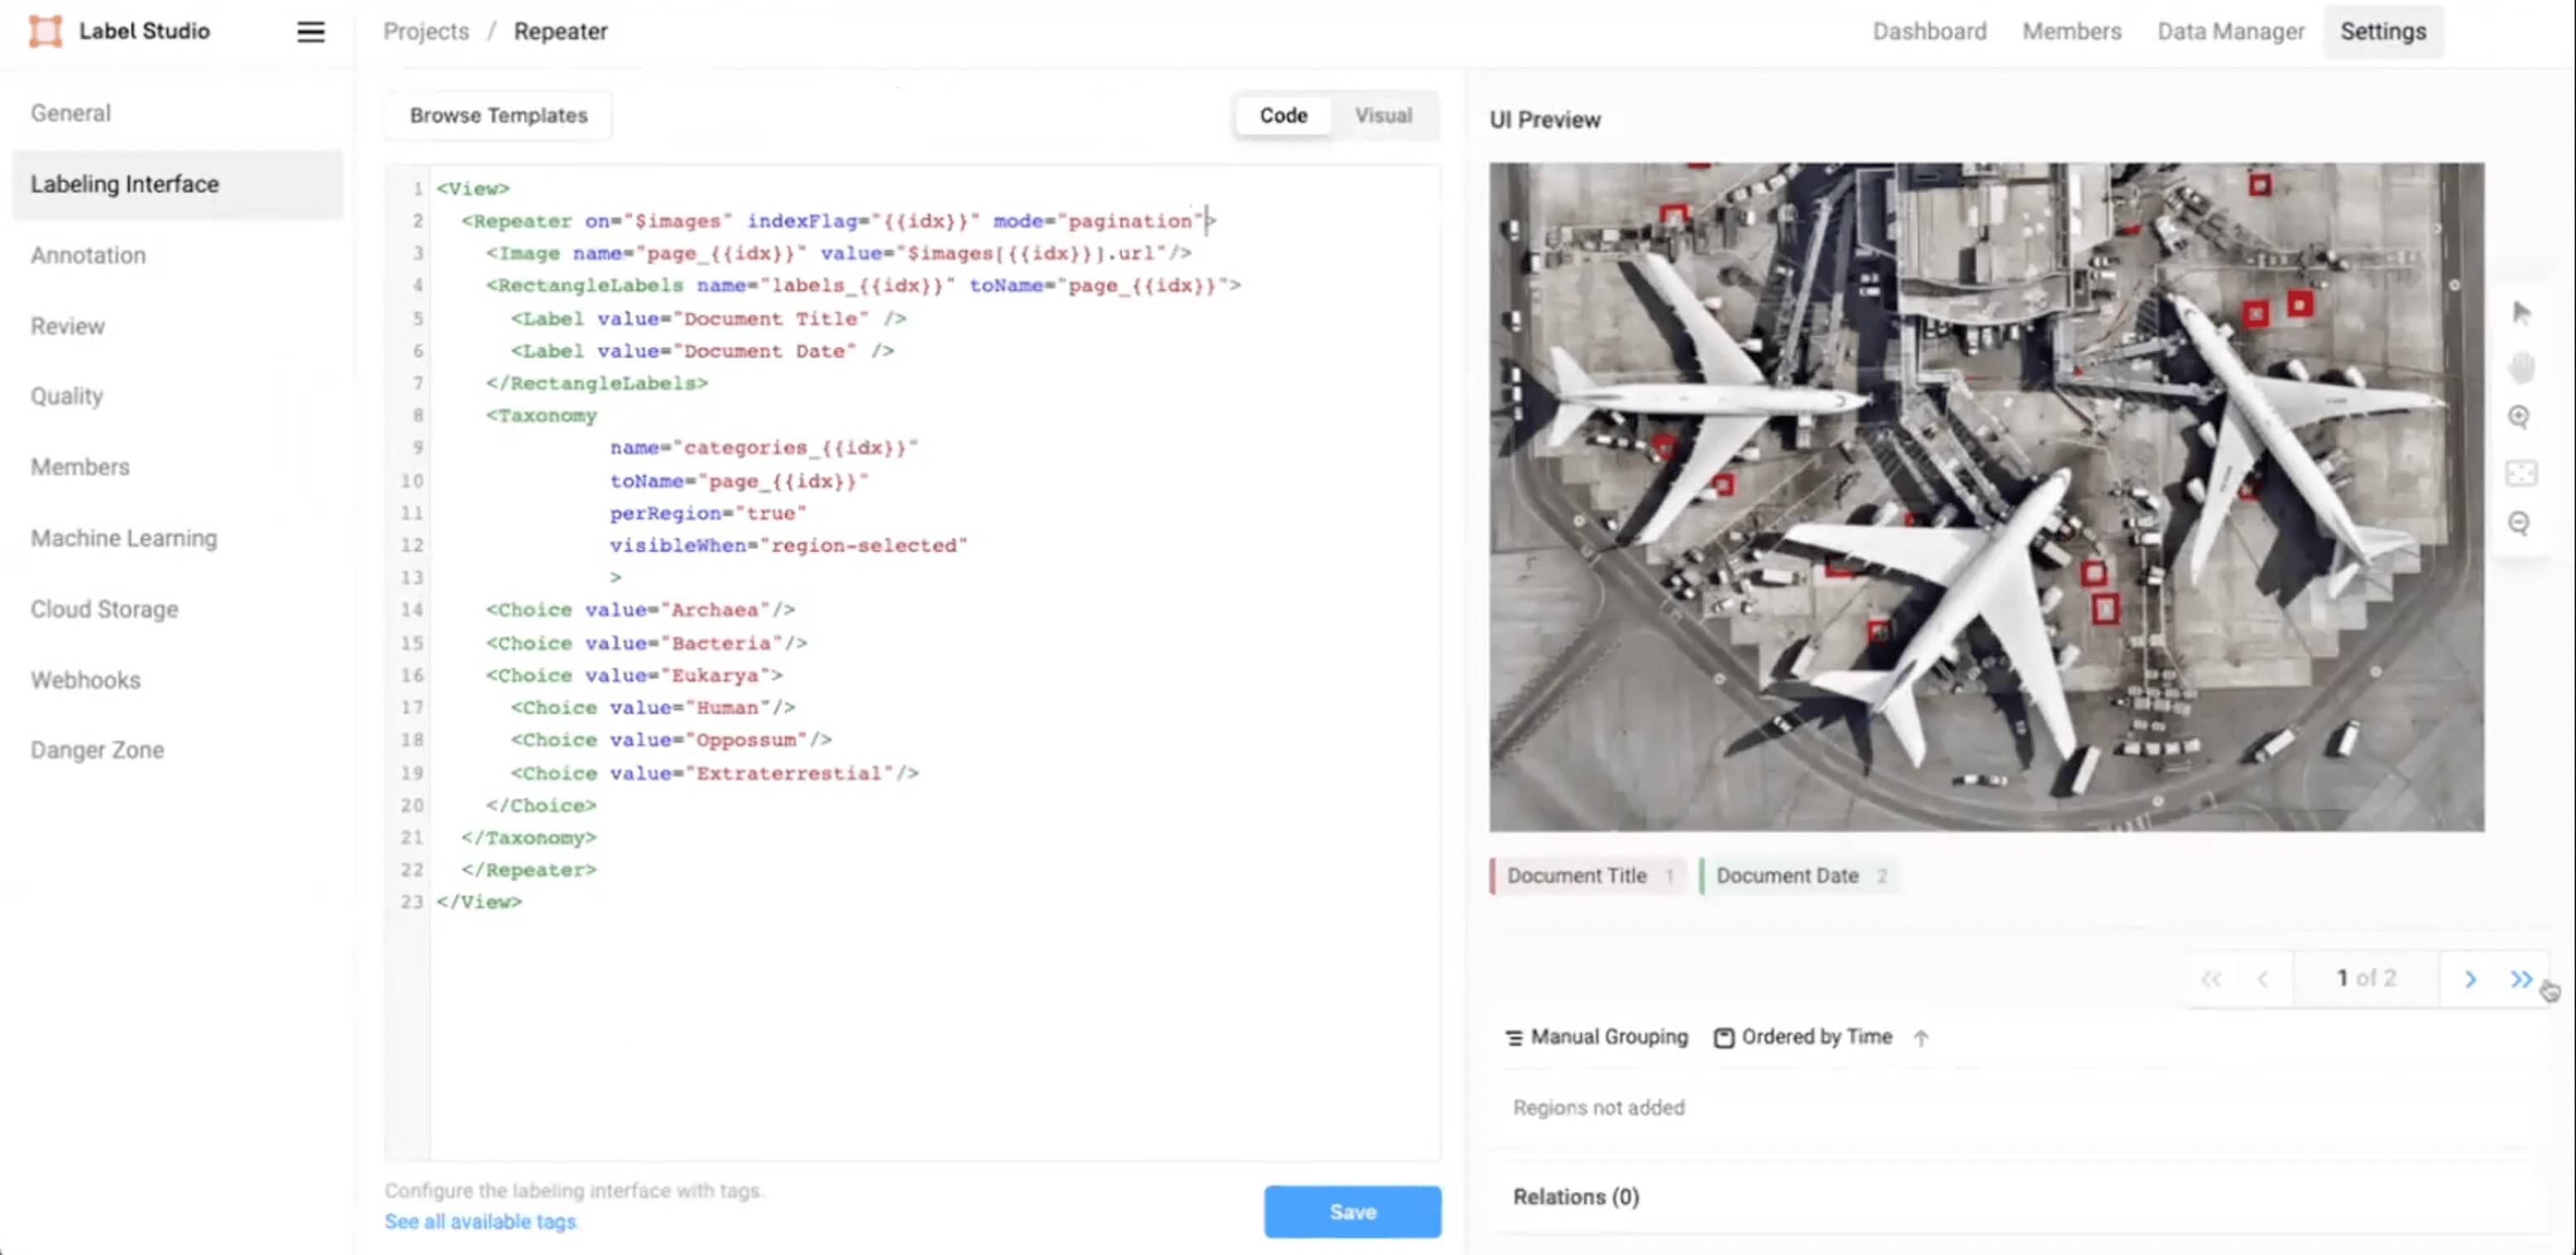 Label Studio
Projects / Repeater
Dashboard
Members
Data Manager
Settings
General
Labeling Interface
Annotation
Review
Quality
Members
Machine Learning
Cloud Storage
Webhooks
Danger Zone
Browse Templates
Code
Visual
1 <View>
2 <Repeater on="$images" indexFlag="{{idx}}" mode="pagination">
3 <Image name="page_{{idx}}" value="$images[{{idx}}].url"/>
4 <RectangleLabels name="labels_{{idx}}" toName="page_{{idx}}">
5 <Label value="Document Title" />
6 <Label value="Document Date" />
7 </RectangleLabels>
8 <Taxonomy
9 name="categories_{{idx}}"
10 toName="page_{{idx}}"
11 perRegion="true"
12 visibleWhen="region-selected"
13 >
14 <Choice value="Archaea"/>
15 <Choice value="Bacteria"/>
16 <Choice value="Eukarya">
17 <Choice value="Human"/>
18 <Choice value="Oppossum"/>
19 <Choice value="Extraterrestial"/>
20 </Choice>
21 </Taxonomy>
22 </Repeater>
23 </View>
Configure the labeling interface with tags.
See all available tags
Save
UI Preview
Document Title 1
Document Date 2
1 of 2
Manual Grouping
Ordered by Time
Regions not added
Relations (0)